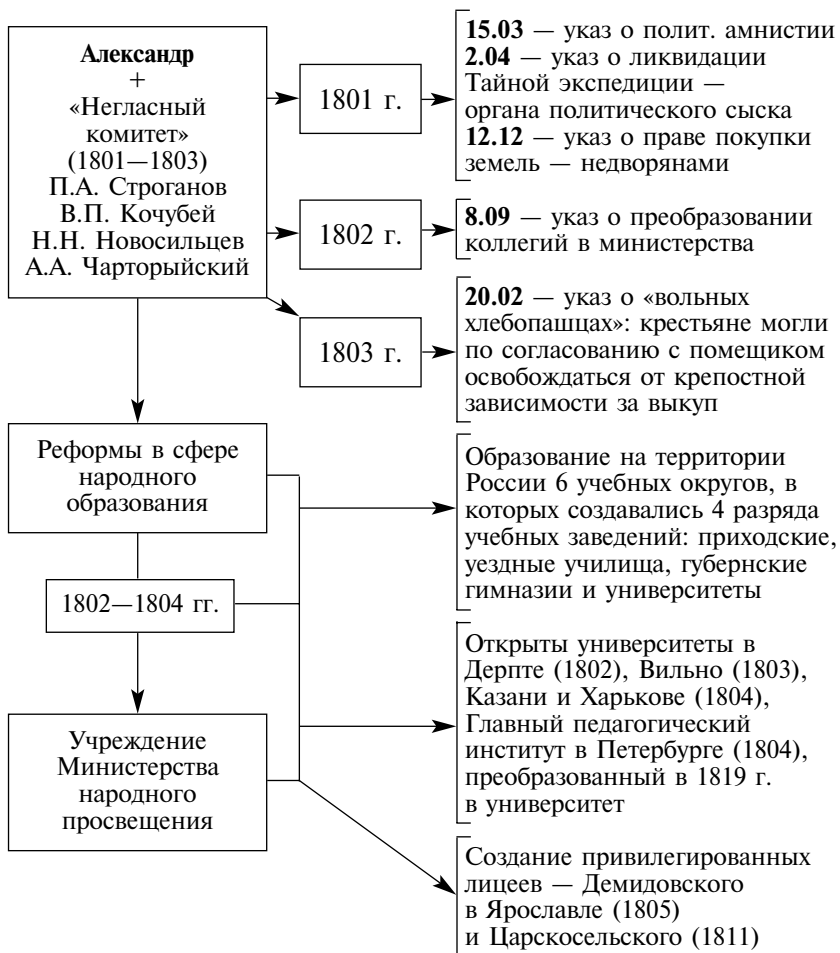 Александр
+
«Негласный
комитет»
(1801—1803)
П.А. Строганов
В.П. Кочубей
Н.Н. Новосильцев
А.А. Чарторыйский
1801 г.
15.03 — указ о полит. амнистии
2.04 — указ о ликвидации
Тайной экспедиции —
органа политического сыска
12.12 — указ о праве покупки
земель — недворянами
1802 г.
8.09 — указ о преобразовании
коллегий в министерства
1803 г.
20.02 — указ о «вольных
хлебопашцах»: крестьяне могли
по согласованию с помещиком
освобождаться от крепостной
зависимости за выкуп
Реформы в сфере
народного
образования
1802—1804 гг.
Учреждение
Министерства
народного
просвещения
Образование на территории
России 6 учебных округов, в
которых создавались 4 разряда
учебных заведений: приходские,
уездные училища, губернские
гимназии и университеты
Открыты университеты в
Дерпте (1802), Вильно (1803),
Казани и Харькове (1804),
Главный педагогический
институт в Петербурге (1804),
преобразованный в 1819 г.
в университет
Создание привилегированных
лицеев — Демидовского
в Ярославле (1805)
и Царскосельского (1811)